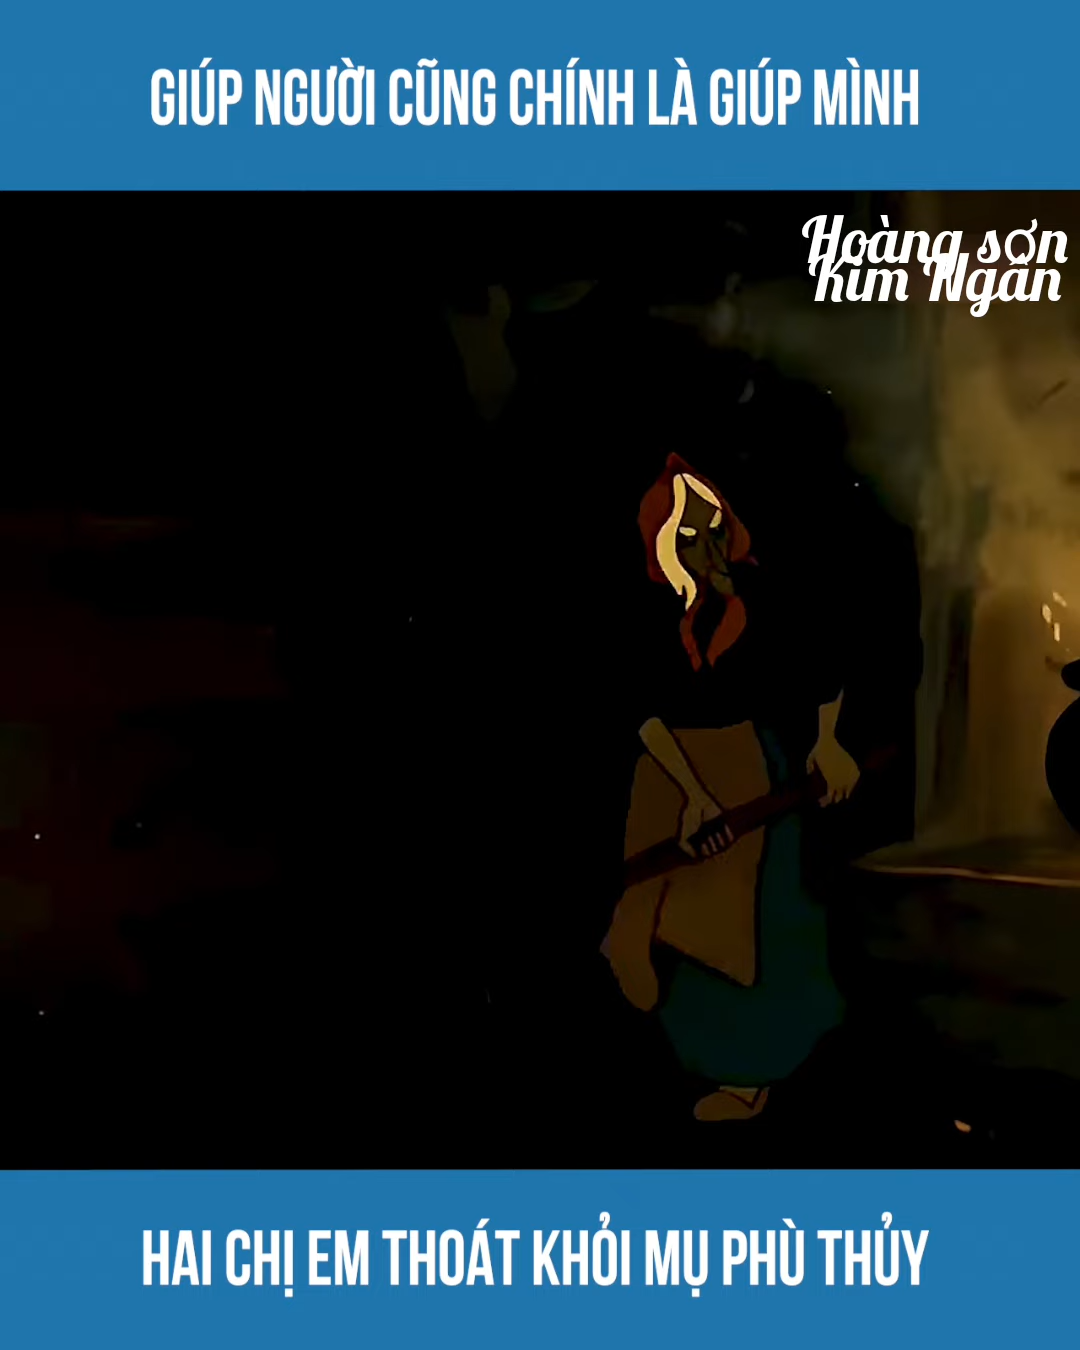 GIÚP NGƯỜI CŨNG CHÍNH LÀ GIÚP MÌNH
Hoàng sơn
Kim Ngân
HAI CHỊ EM THOÁT KHỎI MỤ PHÙ THỦY